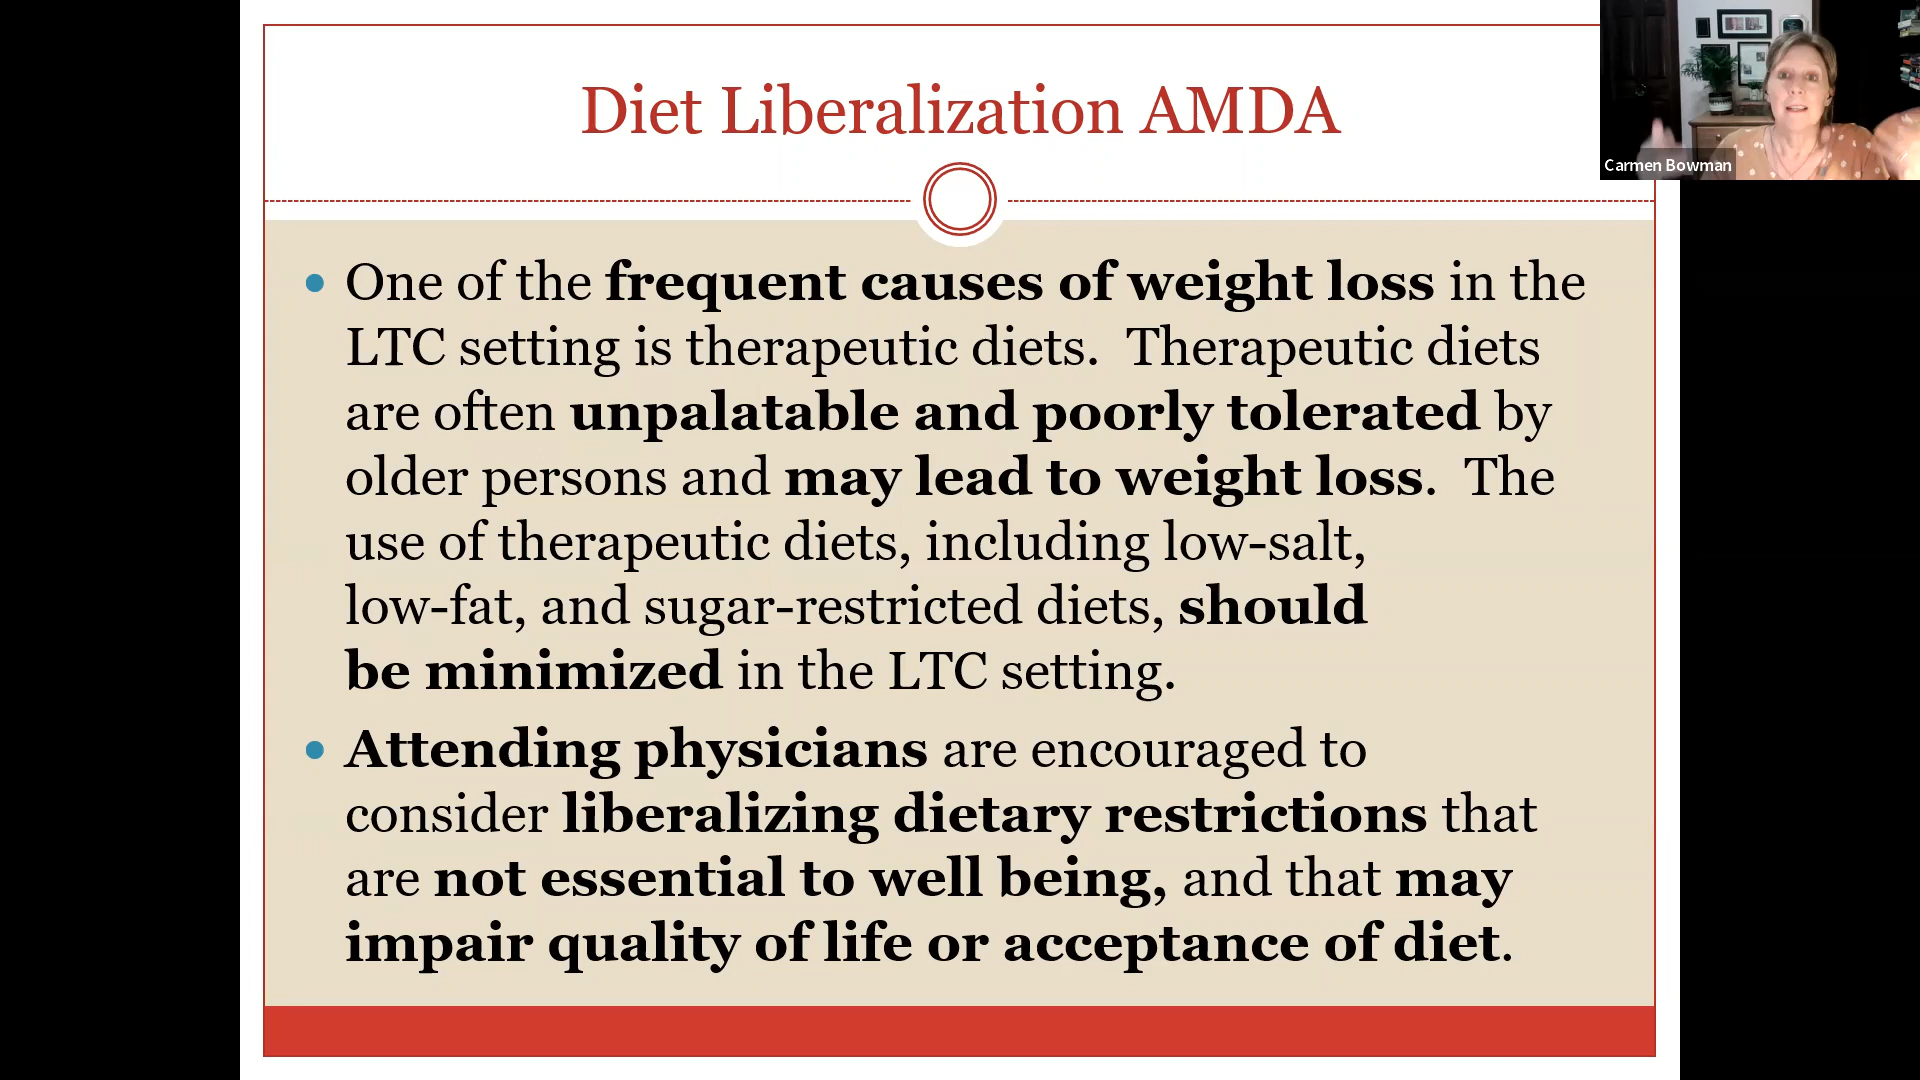 Diet Liberalization AMDA
Carmen Bowman
• One of the frequent causes of weight loss in the
LTC setting is therapeutic diets.  Therapeutic diets
are often unpalatable and poorly tolerated by
older persons and may lead to weight loss.  The
use of therapeutic diets, including low-salt,
low-fat, and sugar-restricted diets, should
be minimized in the LTC setting.
• Attending physicians are encouraged to
consider liberalizing dietary restrictions that
are not essential to well being, and that may
impair quality of life or acceptance of diet.